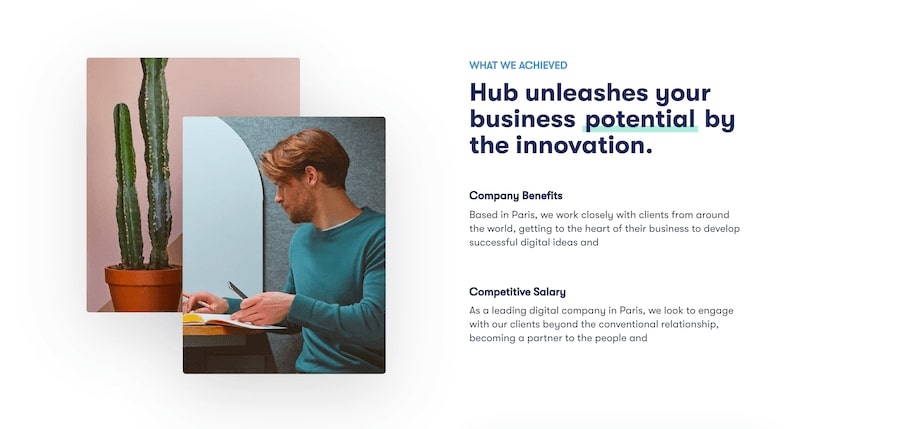 WHAT WE ACHIEVED
Hub unleashes your
business potential by
the innovation.
Company Benefits
Based in Paris, we work closely with clients from around
the world, getting to the heart of their business to develop
successful digital ideas and
Competitive Salary
As a leading digital company in Paris, we look to engage
with our clients beyond the conventional relationship,
becoming a partner to the people and